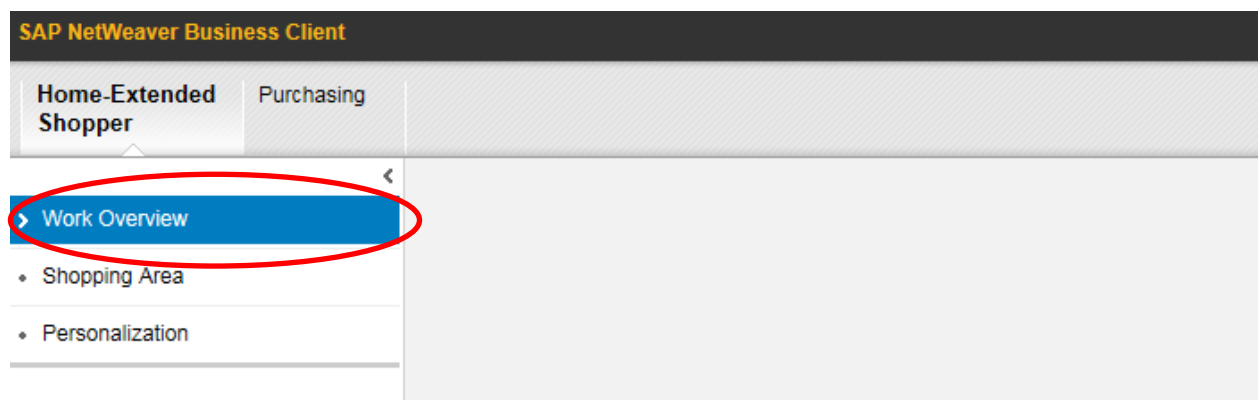 SAP NetWeaver Business Client
Home-Extended
Shopper
Purchasing
Work Overview
Shopping Area
Personalization